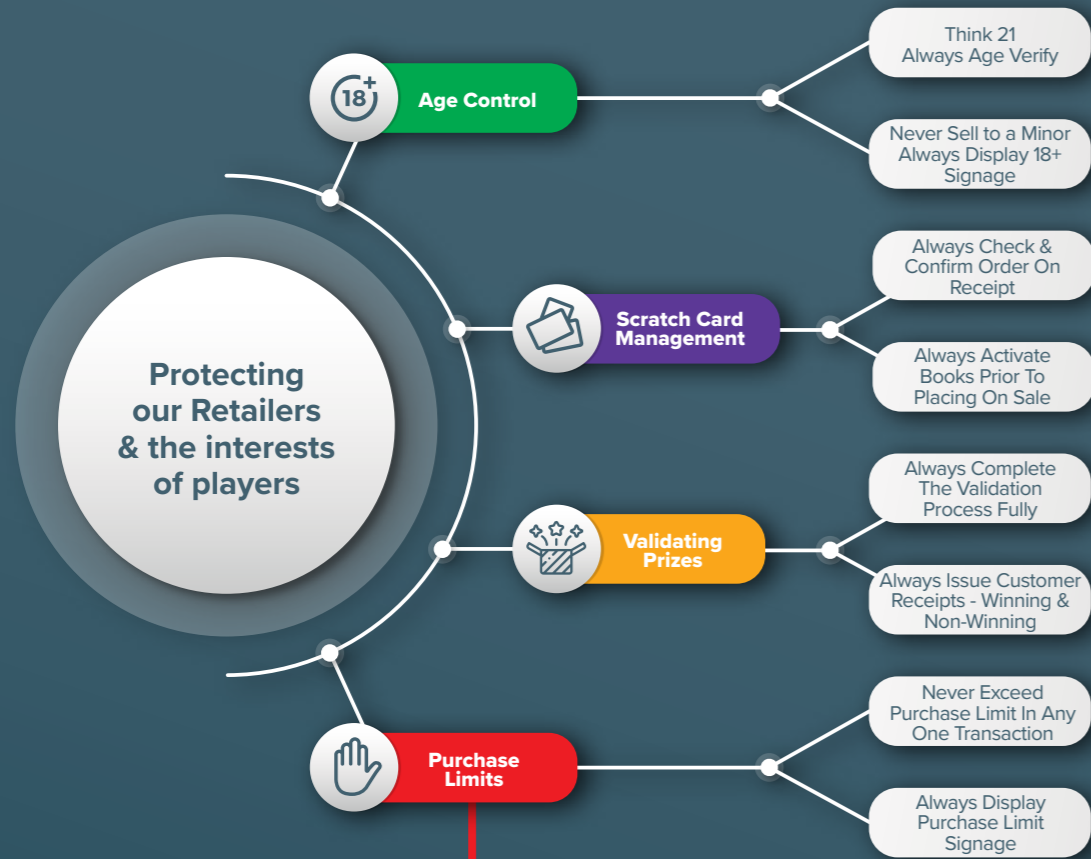 Protecting
our Retailers
& the interests
of players
18+
Age Control
Think 21
Always Age Verify
Never Sell to a Minor
Always Display 18+
Signage
Scratch Card
Management
Always Check &
Confirm Order On
Receipt
Always Activate
Books Prior To
Placing On Sale
Validating
Prizes
Always Complete
The Validation
Process Fully
Always Issue Customer
Receipts - Winning &
Non-Winning
Purchase
Limits
Never Exceed
Purchase Limit In Any
One Transaction
Always Display
Purchase Limit
Signage